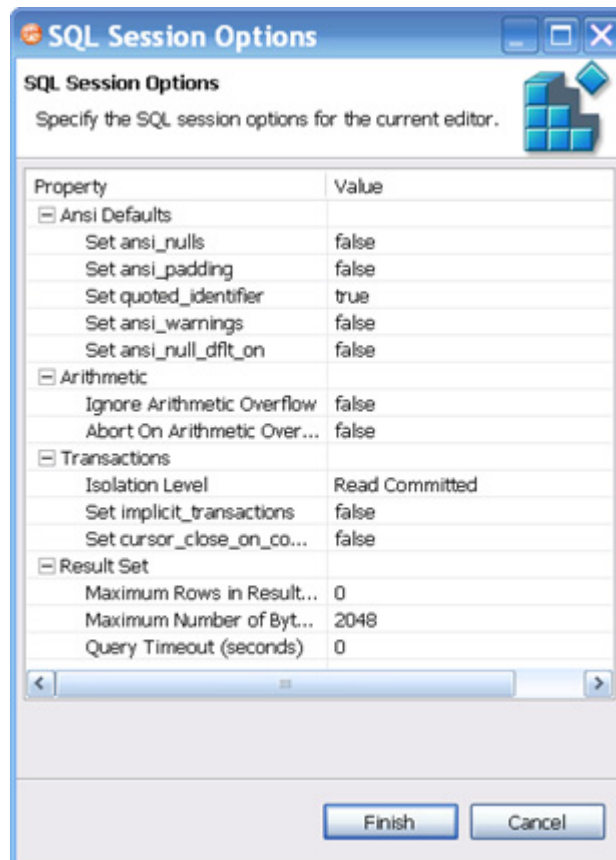 SQL Session Options
SQL Session Options
Specify the SQL session options for the current editor.
Property Value
Ansi Defaults
Set ansi_nulls false
Set ansi_padding false
Set quoted_identifier true
Set ansi_warnings false
Set ansi_null_dflt_on false
Arithmetic
Ignore Arithmetic Overflow false
Abort On Arithmetic Over... false
Transactions
Isolation Level Read Committed
Set implicit_transactions false
Set cursor_close_on_co... false
Result Set
Maximum Rows in Result... 0
Maximum Number of Byt... 2048
Query Timeout (seconds) 0
Finish Cancel